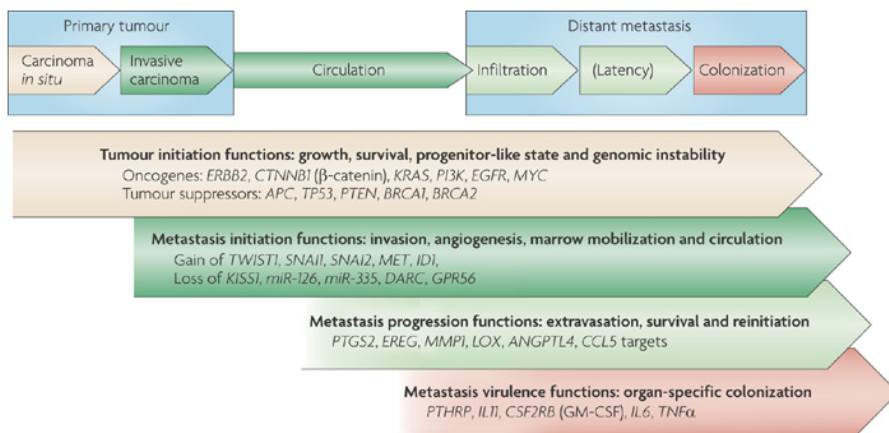 Primary tumour
Distant metastasis
Carcinoma
in situ
Invasive
carcinoma
Circulation
Infiltration
(Latency)
Colonization
Tumour initiation functions: growth, survival, progenitor-like state and genomic instability
Oncogenes: ERBB2, CTNNB1 (β-catenin), KRAS, PI3K, EGFR, MYC
Tumour suppressors: APC, TP53, PTEN, BRCA1, BRCA2
Metastasis initiation functions: invasion, angiogenesis, marrow mobilization and circulation
Gain of TWIST1, SNAI1, SNAI2, MET, ID1,
Loss of KISS1, miR-126, miR-335, DARC, GPR56
Metastasis progression functions: extravasation, survival and reinitiation
PTGS2, EREG, MMP1, LOX, ANGPTL4, CCL5 targets
Metastasis virulence functions: organ-specific colonization
PTHRP, IL11, CSF2RB (GM-CSF), IL6, TNFα